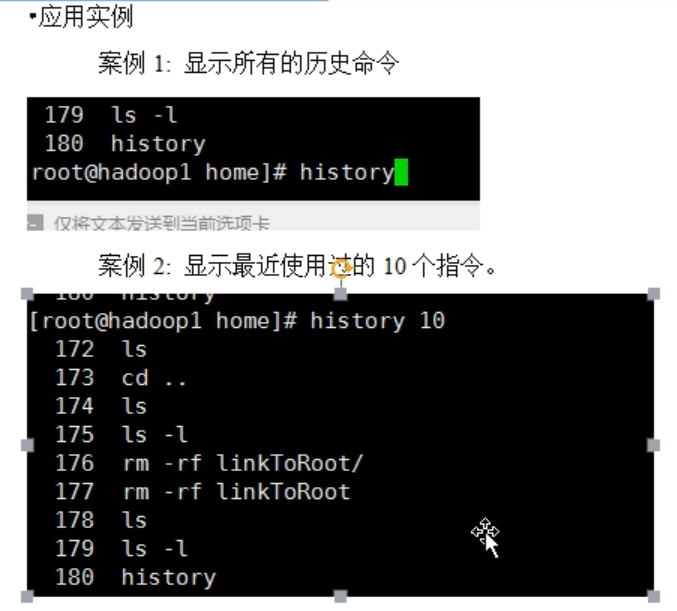 ▪应用实例
案例 1: 显示所有的历史命令
179 ls -l
180 history
root@hadoop1 home]# history
仅将文本发送到当前选项卡
案例 2: 显示最近使用过的 10 个指令。
180 history
[root@hadoop1 home]# history 10
172 ls
173 cd ..
174 ls
175 ls -l
176 rm -rf linkToRoot/
177 rm -rf linkToRoot
178 ls
179 ls -l
180 history